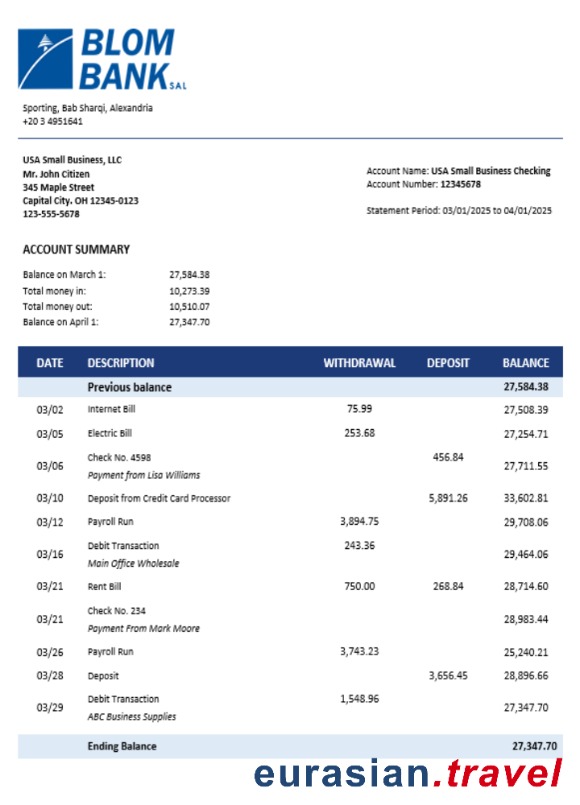 BLOM
BANK SAL
Sporting, Bab Sharqi, Alexandria
+20 3 4951641
USA Small Business, LLC
Mr. John Citizen
345 Maple Street
Capital City. OH 12345-0123
123-555-5678
Account Name: USA Small Business Checking
Account Number: 12345678
Statement Period: 03/01/2025 to 04/01/2025
ACCOUNT SUMMARY
Balance on March 1: 27,584.38
Total money in: 10,273.39
Total money out: 10,510.07
Balance on April 1: 27,347.70
DATE DESCRIPTION WITHDRAWAL DEPOSIT BALANCE
Previous balance 27,584.38
03/02 Internet Bill 75.99 27,508.39
03/05 Electric Bill 253.68 27,254.71
03/06 Check No. 4598 456.84 27,711.55
Payment from Lisa Williams
03/10 Deposit from Credit Card Processor 5,891.26 33,602.81
03/12 Payroll Run 3,894.75 29,708.06
03/16 Debit Transaction 243.36 29,464.06
Main Office Wholesale
03/21 Rent Bill 750.00 268.84 28,714.60
03/21 Check No. 234 28,983.44
Payment From Mark Moore
03/26 Payroll Run 3,743.23 25,240.21
03/28 Deposit 3,656.45 28,896.66
03/29 Debit Transaction 1,548.96 27,347.70
ABC Business Supplies
Ending Balance 27,347.70
eurasian.travel